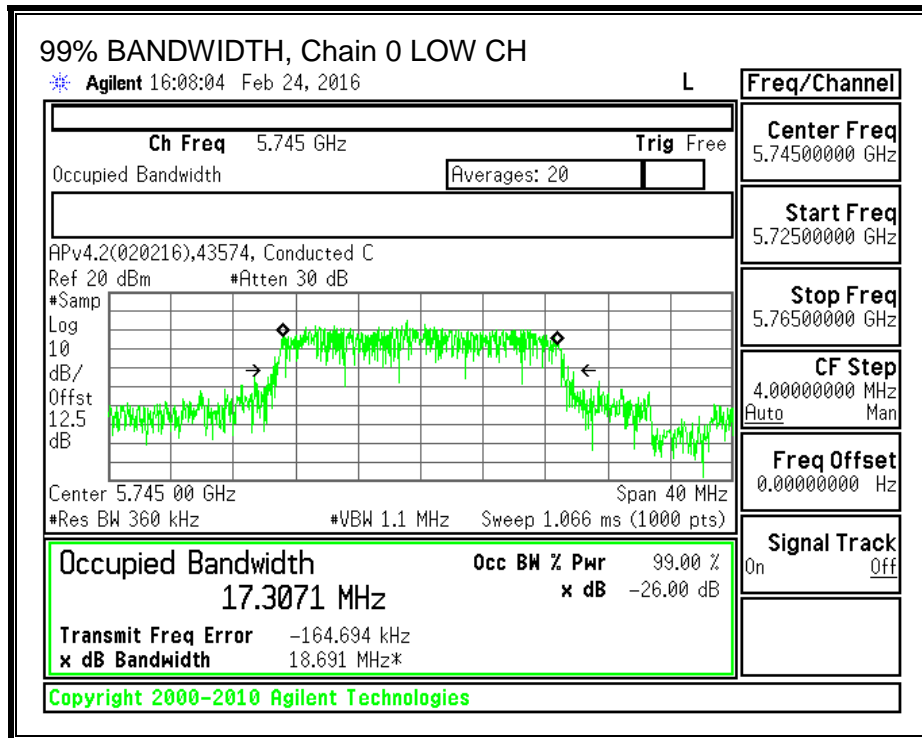 99% BANDWIDTH, Chain 0 LOW CH
Agilent 16:08:04 Feb 24, 2016 L
Freq/Channel
Ch Freq 5.745 GHz Trig Free
Occupied Bandwidth Averages: 20
APv4.2(020216),43574, Conducted C
Ref 20 dBm #Atten 30 dB
#Samp
Log
10
dB/
Offst
12.5
dB
Center 5.745 00 GHz Span 40 MHz
#Res BW 360 kHz #VBW 1.1 MHz Sweep 1.066 ms (1000 pts)
Occupied Bandwidth Occ BW % Pwr 99.00 %
17.3071 MHz x dB -26.00 dB
Transmit Freq Error -164.694 kHz
x dB Bandwidth 18.691 MHz*
Copyright 2000-2010 Agilent Technologies
Center Freq
5.74500000 GHz
Start Freq
5.72500000 GHz
Stop Freq
5.76500000 GHz
CF Step
4.00000000 MHz
Auto Man
Freq Offset
0.00000000 Hz
Signal Track
On Off